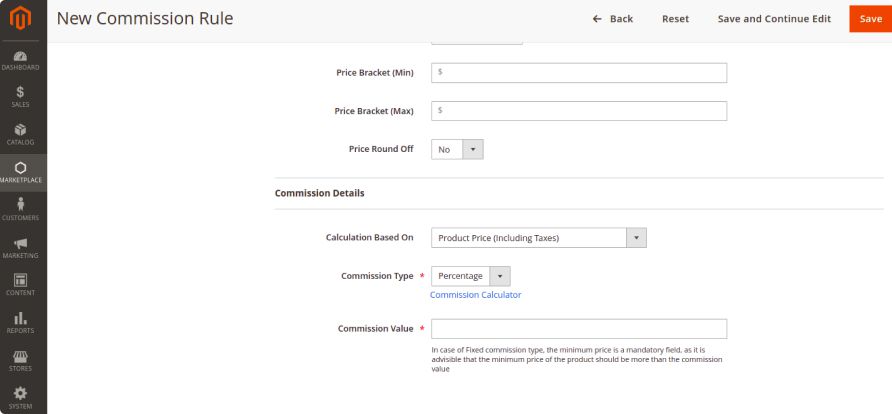 New Commission Rule
Back
Reset
Save and Continue Edit
Save
DASHBOARD
SALES
CATALOG
MARKETPLACE
CUSTOMERS
MARKETING
CONTENT
REPORTS
STORES
SYSTEM
Price Bracket (Min)
$
Price Bracket (Max)
$
Price Round Off
No
Commission Details
Calculation Based On
Product Price (Including Taxes)
Commission Type *
Percentage
Commission Calculator
Commission Value *
In case of Fixed commission type, the minimum price is a mandatory field, as it is
advisible that the minimum price of the product should be more than the commission
value